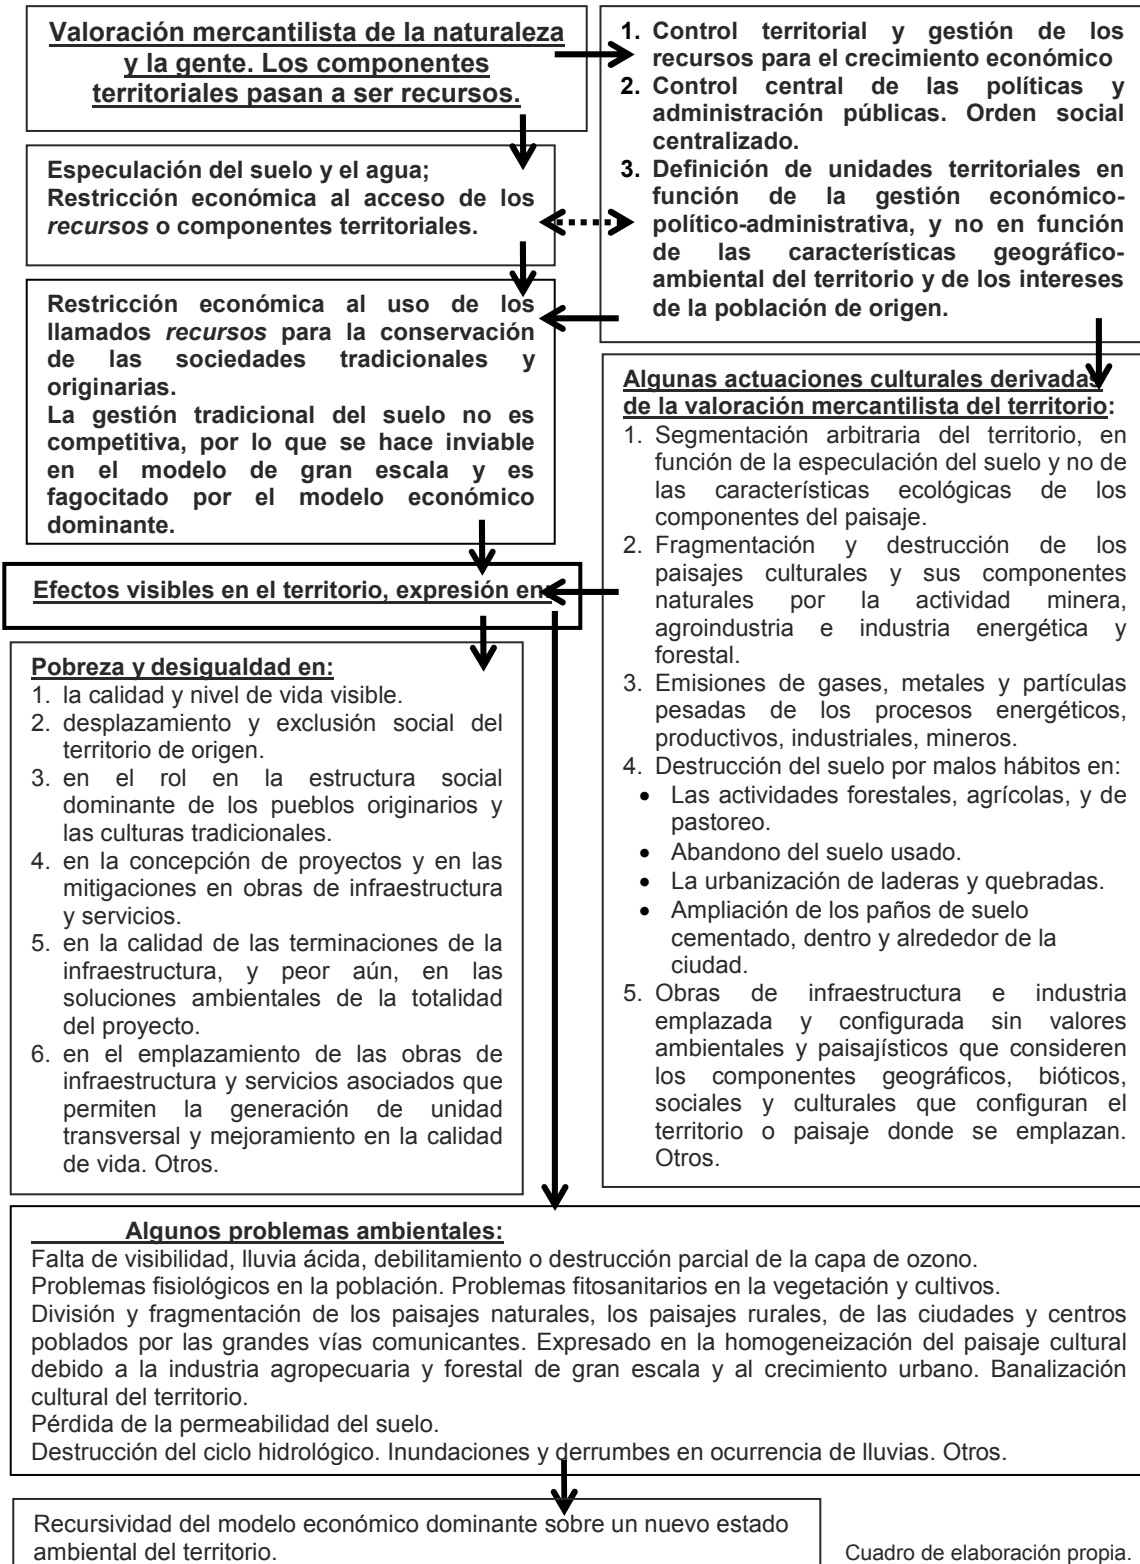 Valoración mercantilista de la naturaleza
y la gente. Los componentes
territoriales pasan a ser recursos.
1. Control territorial y gestión de los
recursos para el crecimiento económico
2. Control central de las políticas y
administración públicas. Orden social
centralizado.
3. Definición de unidades territoriales en
función de la gestión económico-
político-administrativa, y no en función
de las características geográfico-
ambiental del territorio y de los intereses
de la población de origen.
Especulación del suelo y el agua;
Restricción económica al acceso de los
recursos o componentes territoriales.
Restricción económica al uso de los
llamados recursos para la conservación
de las sociedades tradicionales y
originarias.
La gestión tradicional del suelo no es
competitiva, por lo que se hace inviable
en el modelo de gran escala y es
fagocitado por el modelo económico
dominante.
Algunas actuaciones culturales derivadas
de la valoración mercantilista del territorio:
1. Segmentación arbitraria del territorio, en
función de la especulación del suelo y no de
las características ecológicas de los
componentes del paisaje.
2. Fragmentación y destrucción de los
paisajes culturales y sus componentes
naturales por la actividad minera,
agroindustria e industria energética y
forestal.
3. Emisiones de gases, metales y partículas
pesadas de los procesos energéticos,
productivos, industriales, mineros.
4. Destrucción del suelo por malos hábitos en:
• Las actividades forestales, agrícolas, y de
pastoreo.
• Abandono del suelo usado.
• La urbanización de laderas y quebradas.
• Ampliación de los paños de suelo
cementado, dentro y alrededor de la
ciudad.
5. Obras de infraestructura e industria
emplazada y configurada sin valores
ambientales y paisajísticos que consideren
los componentes geográficos, bióticos,
sociales y culturales que configuran el
territorio o paisaje donde se emplazan.
Otros.
Efectos visibles en el territorio, expresión en:
Pobreza y desigualdad en:
1. la calidad y nivel de vida visible.
2. desplazamiento y exclusión social del
territorio de origen.
3. en el rol en la estructura social
dominante de los pueblos originarios y
las culturas tradicionales.
4. en la concepción de proyectos y en las
mitigaciones en obras de infraestructura
y servicios.
5. en la calidad de las terminaciones de la
infraestructura, y peor aún, en las
soluciones ambientales de la totalidad
del proyecto.
6. en el emplazamiento de las obras de
infraestructura y servicios asociados que
permiten la generación de unidad
transversal y mejoramiento en la calidad
de vida. Otros.
Algunos problemas ambientales:
Falta de visibilidad, lluvia ácida, debilitamiento o destrucción parcial de la capa de ozono.
Problemas fisiológicos en la población. Problemas fitosanitarios en la vegetación y cultivos.
División y fragmentación de los paisajes naturales, los paisajes rurales, de las ciudades y centros
poblados por las grandes vías comunicantes. Expresado en la homogeneización del paisaje cultural
debido a la industria agropecuaria y forestal de gran escala y al crecimiento urbano. Banalización
cultural del territorio.
Pérdida de la permeabilidad del suelo.
Destrucción del ciclo hidrológico. Inundaciones y derrumbes en ocurrencia de lluvias. Otros.
Recursividad del modelo económico dominante sobre un nuevo estado
ambiental del territorio.
Cuadro de elaboración propia.